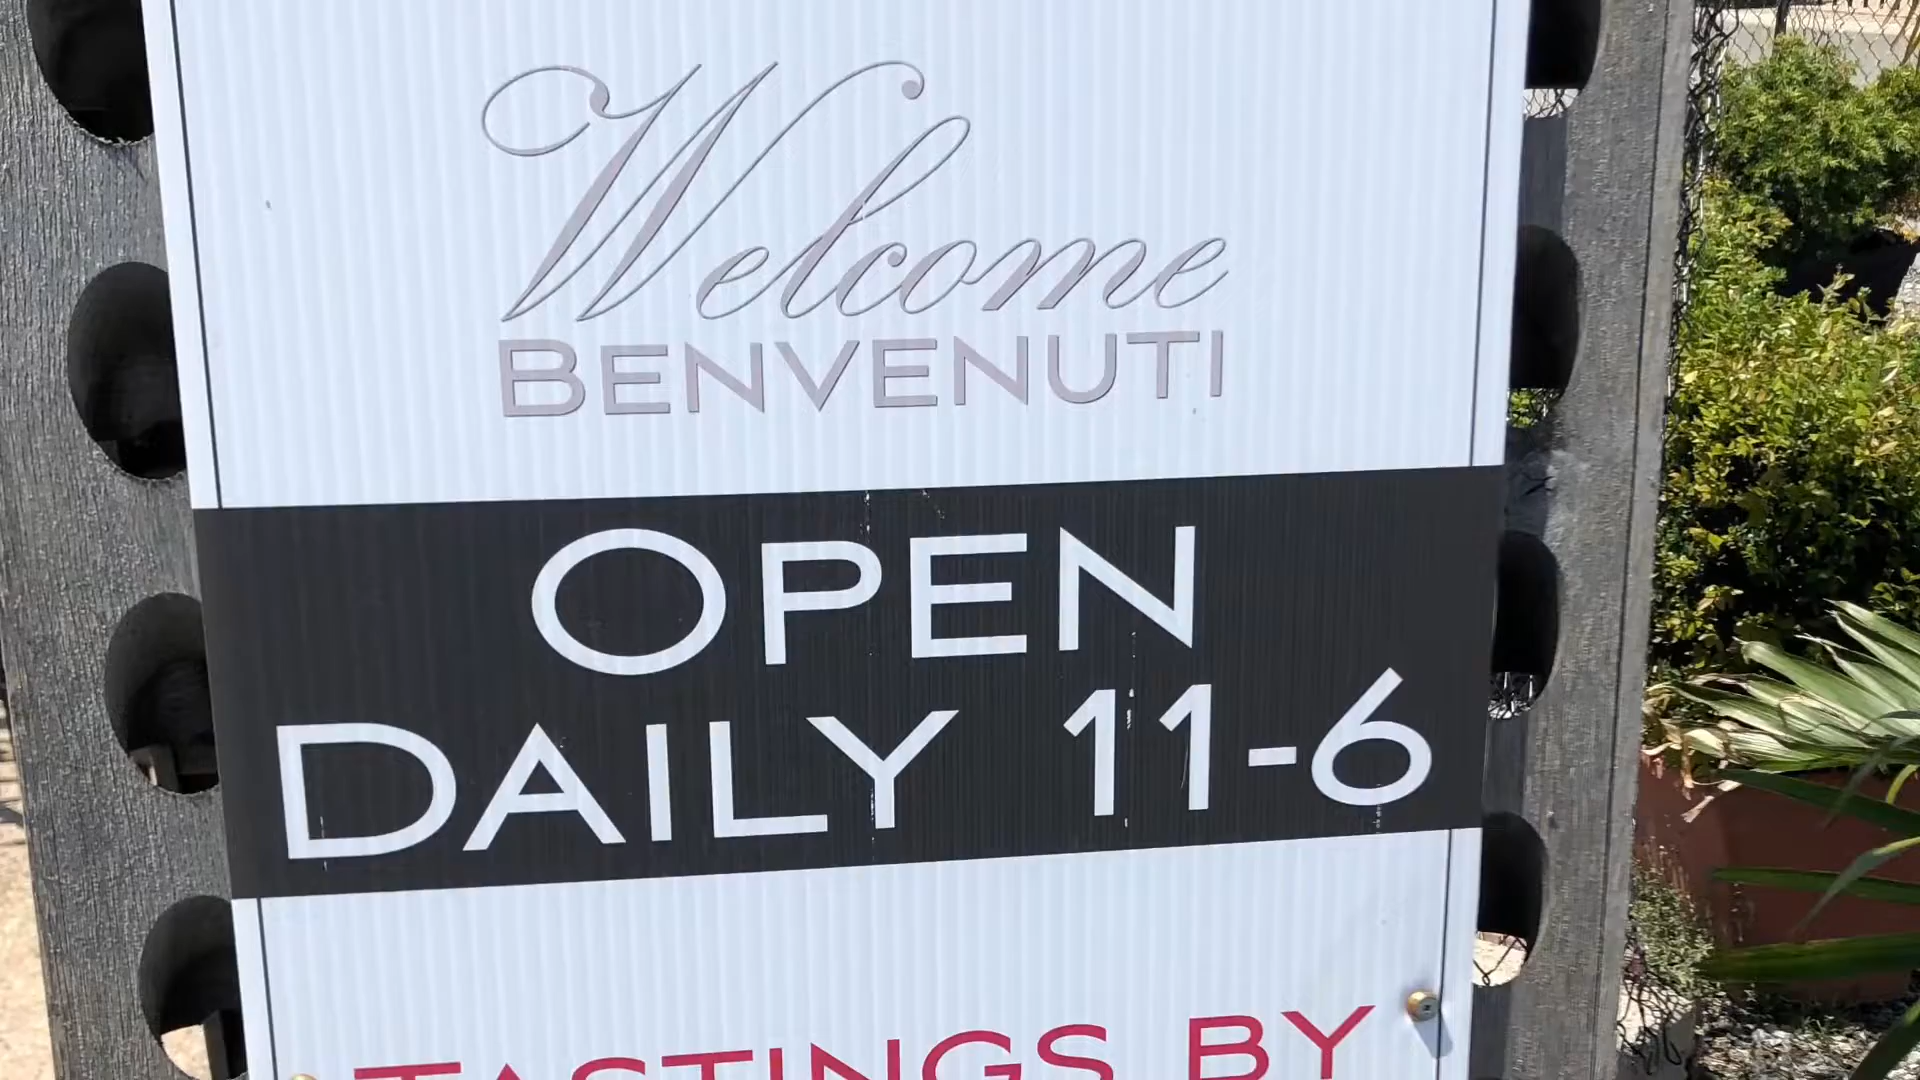 Welcome
BENVENUTI
OPEN
DAILY 11-6
TASTINGS BY